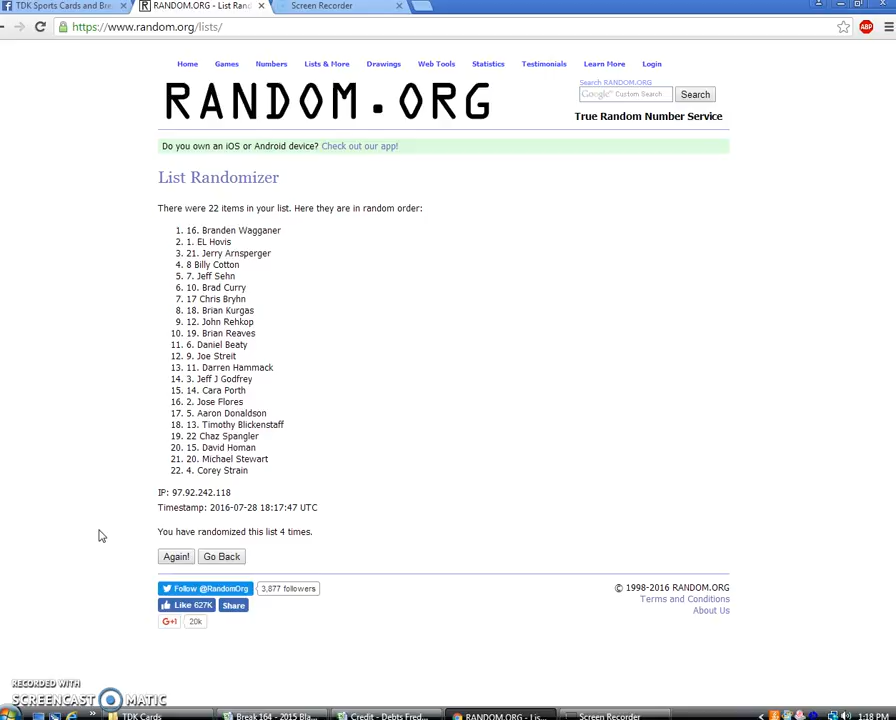 TDK Sports Cards and Bre
RANDOM.ORG - List Rand
Screen Recorder
https://www.random.org/lists/
ABP
Home Games Numbers Lists & More Drawings Web Tools Statistics Testimonials Learn More Login
RANDOM.ORG
Search RANDOM.ORG
Google™ Custom Search Search
True Random Number Service
Do you own an iOS or Android device? Check out our app!
List Randomizer
There were 22 items in your list. Here they are in random order:
1. 16. Branden Wagganer
2. 1. EL Hovis
3. 21. Jerry Arnsperger
4. 8 Billy Cotton
5. 7. Jeff Sehn
6. 10. Brad Curry
7. 17 Chris Bryhn
8. 18. Brian Kurgas
9. 12. John Rehkop
10. 19. Brian Reaves
11. 6. Daniel Beaty
12. 9. Joe Streit
13. 11. Darren Hammack
14. 3. Jeff J Godfrey
15. 14. Cara Porth
16. 2. Jose Flores
17. 5. Aaron Donaldson
18. 13. Timothy Blickenstaff
19. 22 Chaz Spangler
20. 15. David Homan
21. 20. Michael Stewart
22. 4. Corey Strain
IP: 97.92.242.118
Timestamp: 2016-07-28 18:17:47 UTC
You have randomized this list 4 times.
Again! Go Back
Follow @RandomOrg 3,877 followers
Like 627K Share
G+1 20k
© 1998-2016 RANDOM.ORG
Terms and Conditions
About Us
RECORDED WITH
SCREENCAST MATIC
TDK Cards
Break 164 - 2015 Bla...
Credit - Debts Fred...
RANDOM.ORG - Lis...
Screen Recorder
1:18 PM